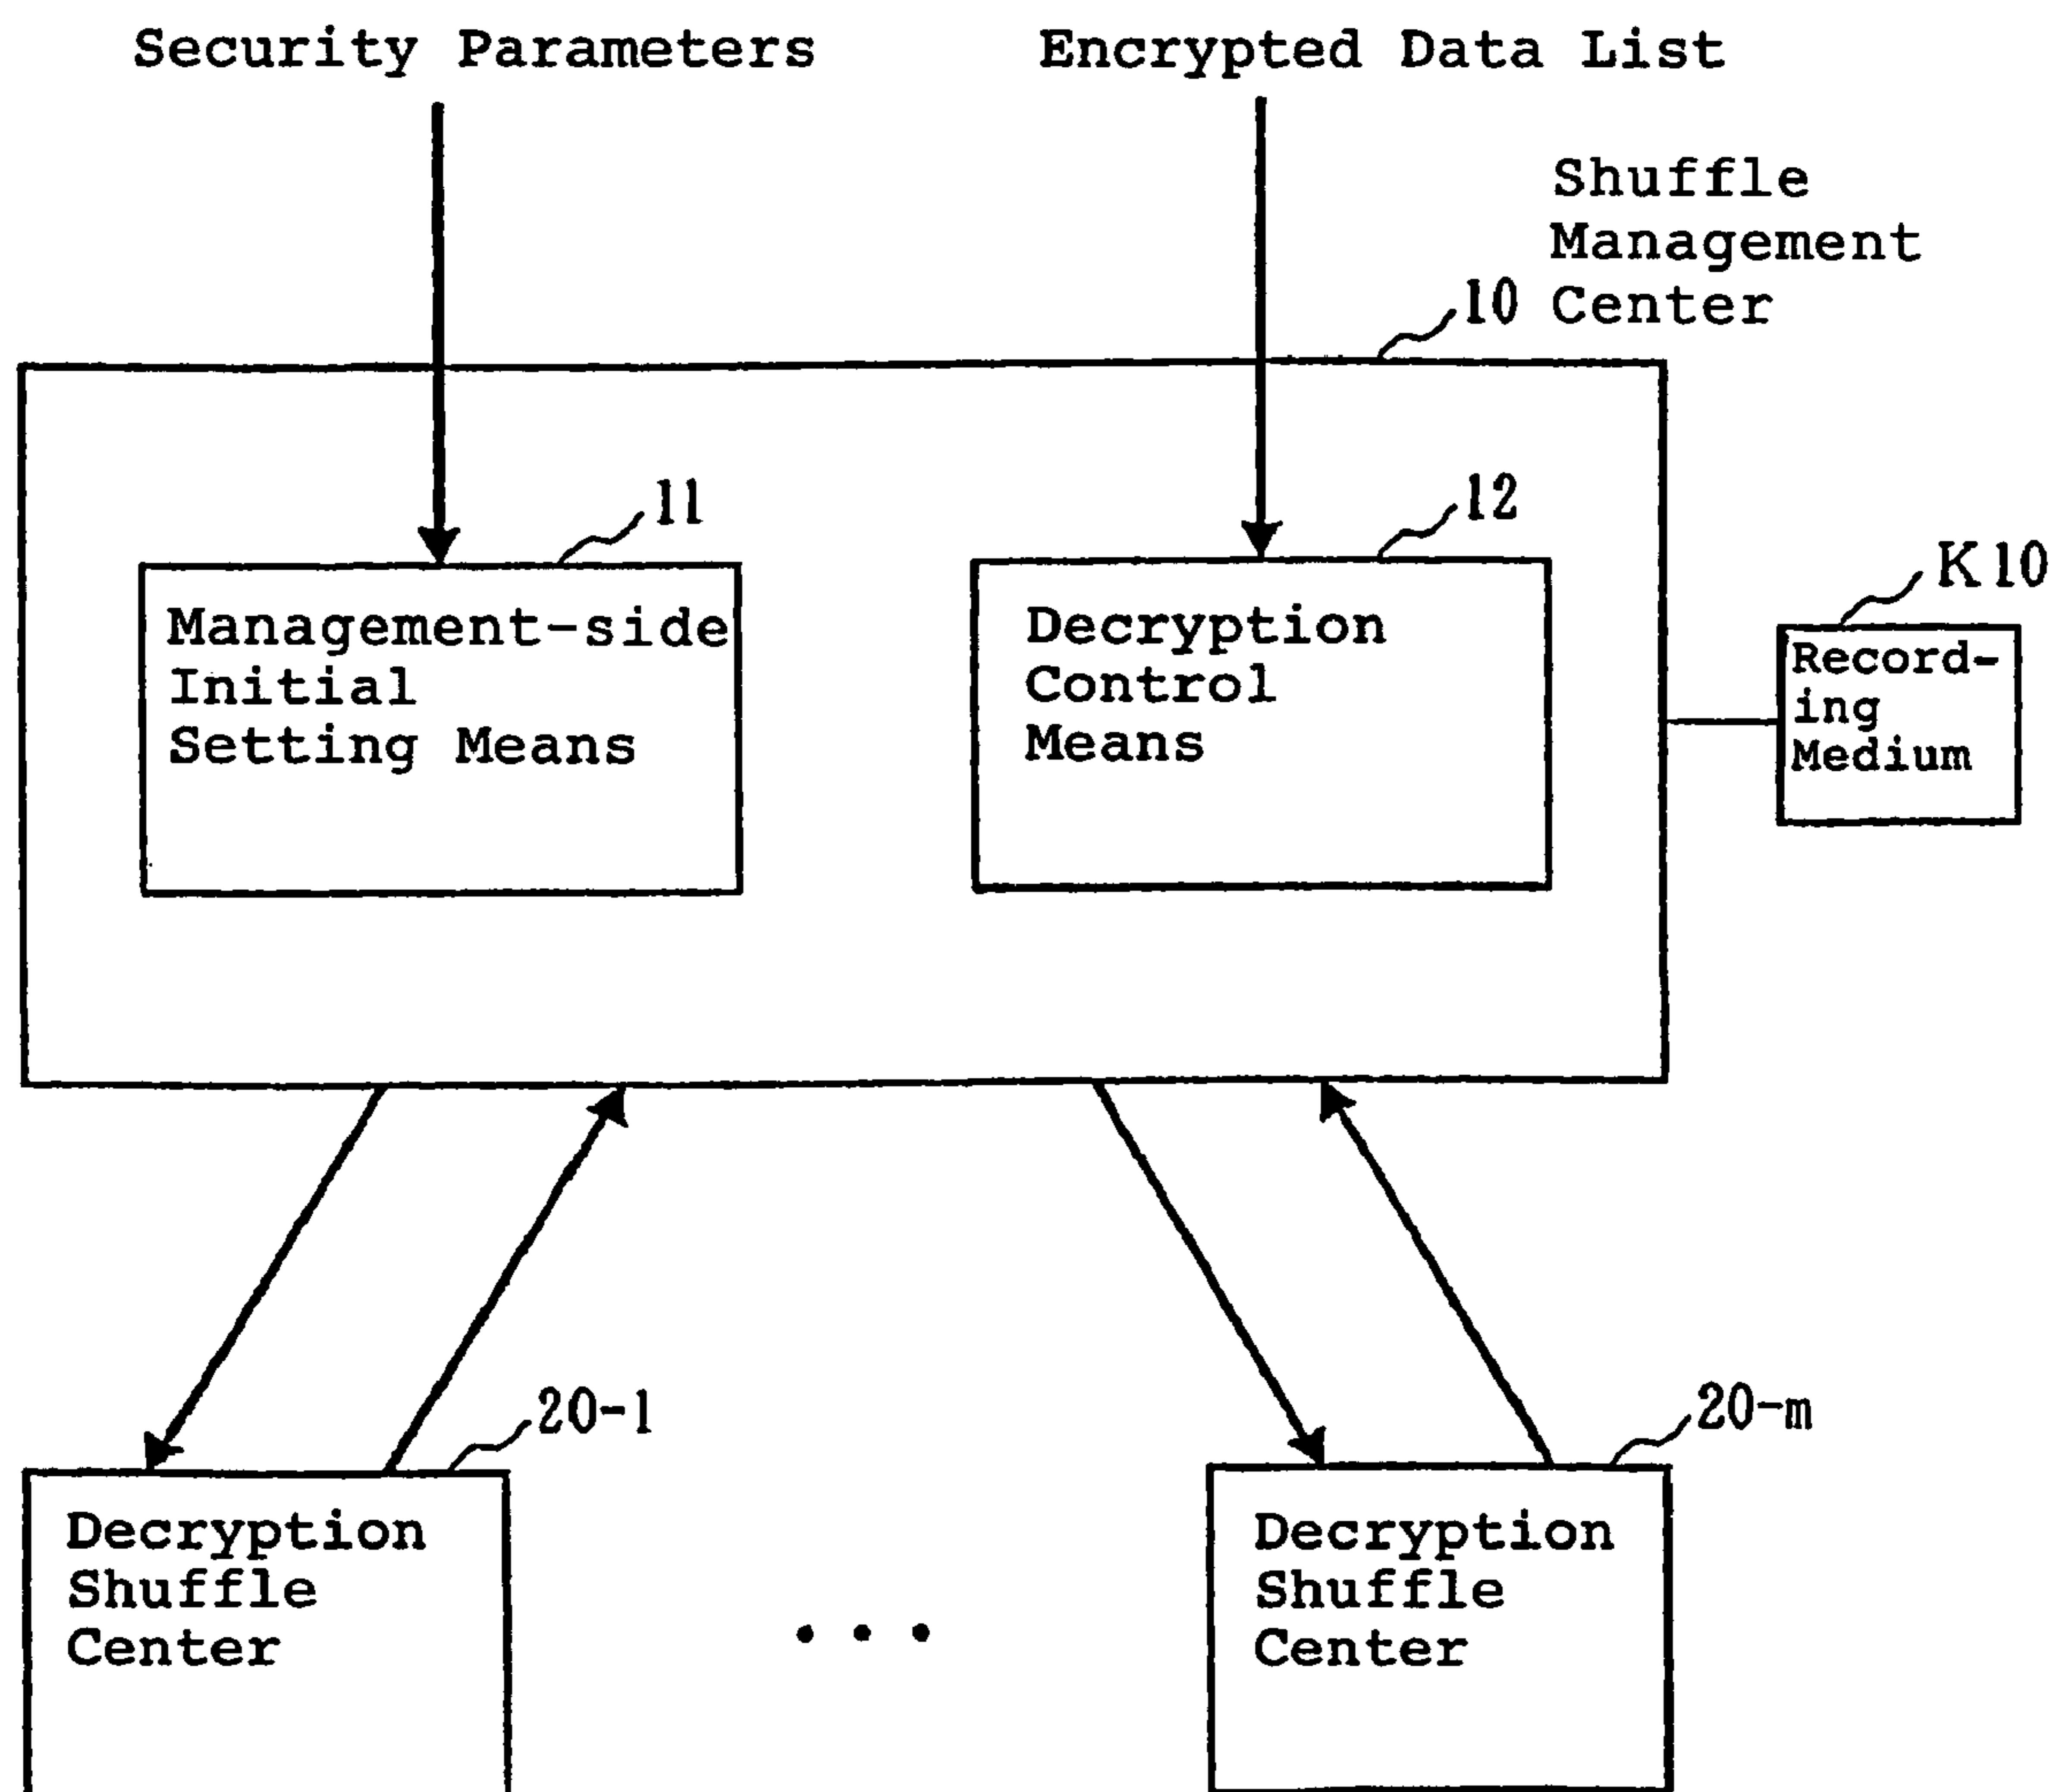 Security Parameters
Encrypted Data List
Shuffle
Management
Center
10
11
12
K10
Management-side
Initial
Setting Means
Decryption
Control
Means
Record-
ing
Medium
20-1
20-m
Decryption
Shuffle
Center
Decryption
Shuffle
Center